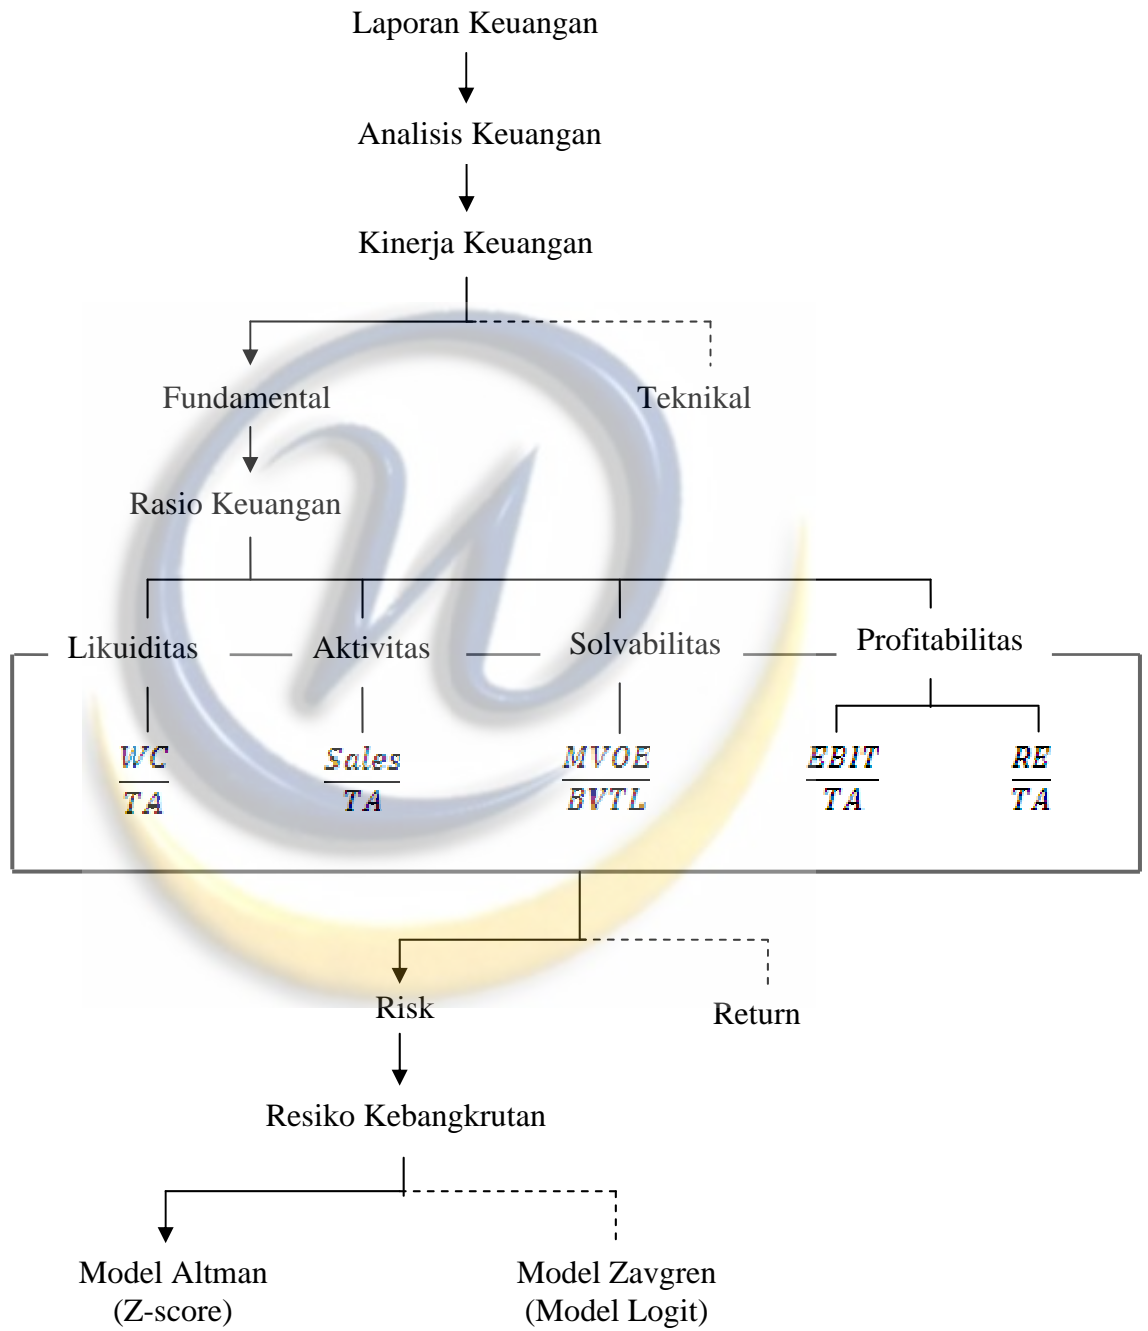 Laporan Keuangan
Analisis Keuangan
Kinerja Keuangan
Fundamental
Teknikal
Rasio Keuangan
Likuiditas
Aktivitas
Solvabilitas
Profitabilitas
WC
TA
Sales
TA
MVOE
BVTL
EBIT
TA
RE
TA
Risk
Return
Resiko Kebangkrutan
Model Altman
(Z-score)
Model Zavgren
(Model Logit)